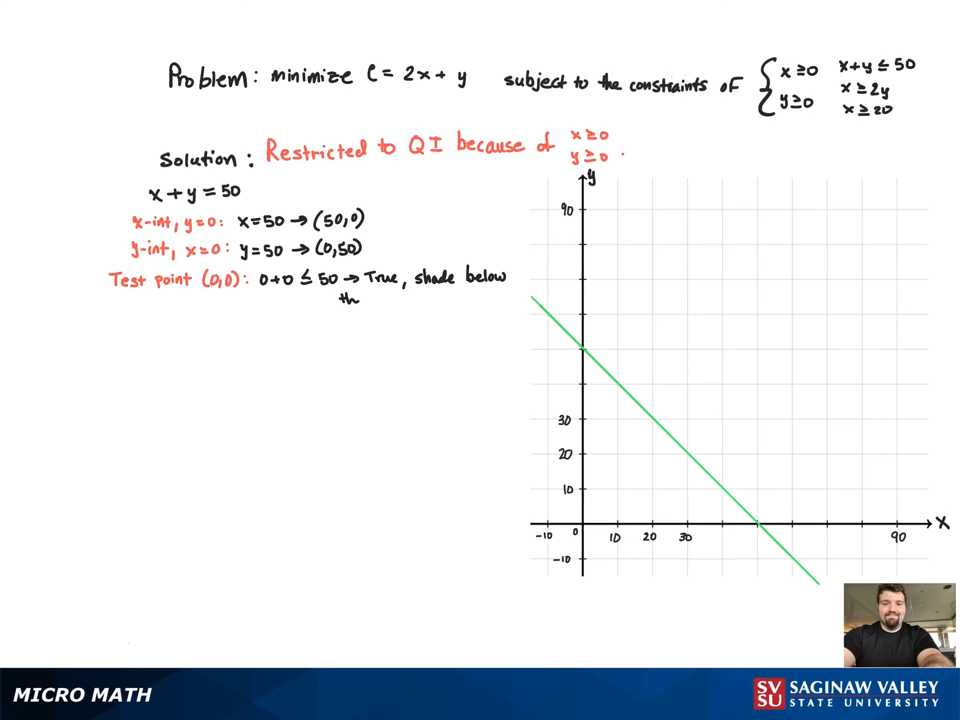 Problem: minimize C = 2x + y subject to the constraints of { x ≥ 0 x+y ≤ 50
y ≥ 0 x ≥ 2y
x ≥ 20
Solution: Restricted to QI because of x ≥ 0
y ≥ 0.
x + y = 50
x-int, y=0: x=50 → (50,0)
y-int, x=0: y=50 → (0,50)
Test point (0,0): 0+0 ≤ 50 → True, shade below
th
y
90
30
20
10
-10 0 10 20 30 90 x
-10
MICRO MATH
SV
SU
SAGINAW VALLEY
STATE UNIVERSITY